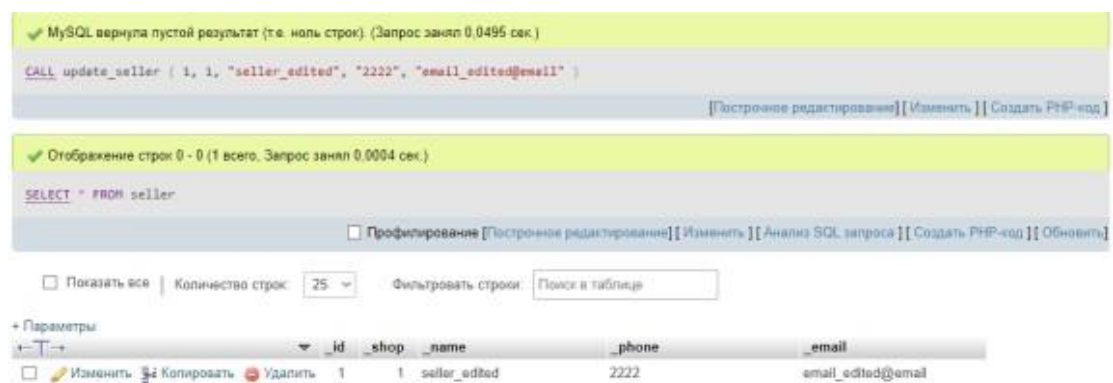 MySQL вернула пустой результат (т.е. ноль строк). (Запрос занял 0,0495 сек.)
CALL update_seller ( 1, 1, "seller_edited", "2222", "email_edited@email" )
[Построчное редактирование] [ Изменить ] [ Создать PHP-код ]
Отображение строк 0 - 0 (1 всего, Запрос занял 0,0004 сек.)
SELECT * FROM seller
Профилирование [Построчное редактирование] [ Изменить ] [ Анализ SQL запроса ] [ Создать PHP-код ] [ Обновить]
Показать все | Количество строк: 25 Фильтровать строки: Поиск в таблице
+ Параметры
←T→ _id _shop _name _phone _email
Изменить Копировать Удалить 1 1 seller_edited 2222 email_edited@email